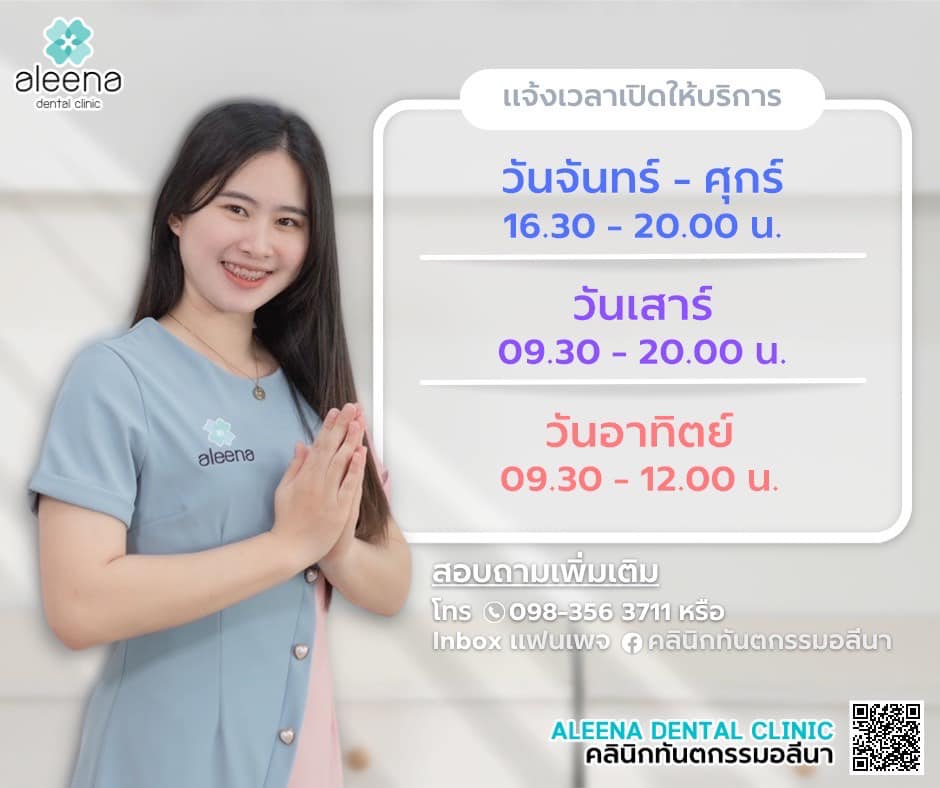 aleena
dental clinic
แจ้งเวลาเปิดให้บริการ
วันจันทร์ - ศุกร์
16.30 - 20.00 น.
วันเสาร์
09.30 - 20.00 น.
วันอาทิตย์
09.30 - 12.00 น.
aleena
สอบถามเพิ่มเติม
โทร 098-356 3711 หรือ
Inbox แฟนเพจ คลินิกทันตกรรมอลีนา
ALEENA DENTAL CLINIC
คลินิกทันตกรรมอลีนา